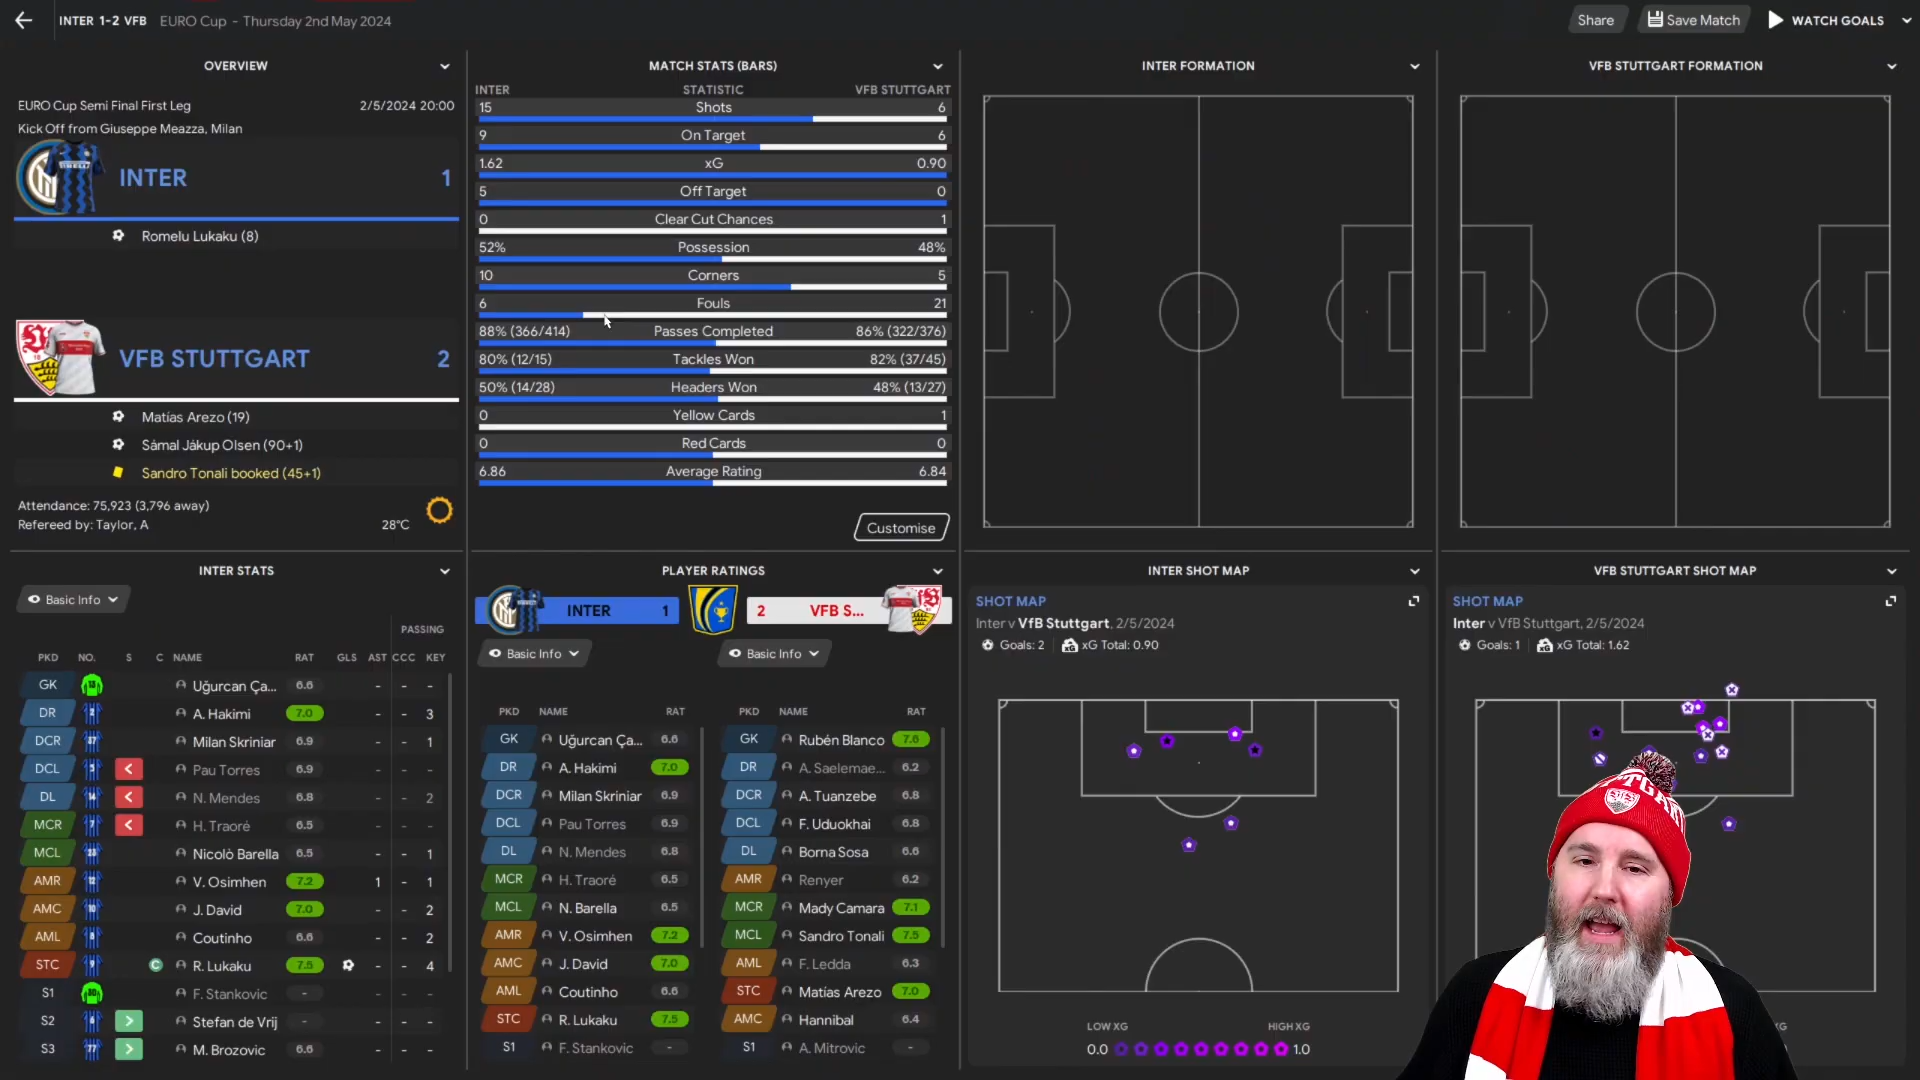 INTER 1-2 VFB EURO Cup - Thursday 2nd May 2024
Share Save Match WATCH GOALS
OVERVIEW
EURO Cup Semi Final First Leg 2/5/2024 20:00
Kick Off from Giuseppe Meazza, Milan
INTER 1
Romelu Lukaku (8)
VFB STUTTGART 2
Matías Arezo (19)
Sámal Jákup Olsen (90+1)
Sandro Tonali booked (45+1)
Attendance: 75,923 (3,796 away)
Refereed by: Taylor, A 28°C
MATCH STATS (BARS)
INTER STATISTIC VFB STUTTGART
15 Shots 6
9 On Target 6
1.62 xG 0.90
5 Off Target 0
0 Clear Cut Chances 1
52% Possession 48%
10 Corners 5
6 Fouls 21
88% (366/414) Passes Completed 86% (322/376)
80% (12/15) Tackles Won 82% (37/45)
50% (14/28) Headers Won 48% (13/27)
0 Yellow Cards 1
0 Red Cards 0
6.86 Average Rating 6.84
Customise
INTER FORMATION
VFB STUTTGART FORMATION
INTER STATS
Basic Info
PASSING
PKD NO. S C NAME RAT GLS AST CCC KEY
GK Uğurcan Ça... 6.6 - - -
DR 2 A. Hakimi 7.0 - - 3
DCR 37 Milan Skriniar 6.9 - - 1
DCL 5 Pau Torres 6.9 - - -
DL 14 N. Mendes 6.8 - - 2
MCR 7 H. Traoré 6.5 - - -
MCL 23 Nicolò Barella 6.5 - - 1
AMR 12 V. Osimhen 7.2 1 - 1
AMC 10 J. David 7.0 - - 2
AML Coutinho 6.6 - - 2
STC 9 C R. Lukaku 7.5 - - 4
S1 F. Stankovic - - - -
S2 6 Stefan de Vrij - - - -
S3 77 M. Brozovic 6.6 - - -
PLAYER RATINGS
INTER 1 2 VFB S...
Basic Info Basic Info
PKD NAME RAT
GK Uğurcan Ça... 6.6
DR A. Hakimi 7.0
DCR Milan Skriniar 6.9
DCL Pau Torres 6.9
DL N. Mendes 6.8
MCR H. Traoré 6.5
MCL N. Barella 6.5
AMR V. Osimhen 7.2
AMC J. David 7.0
AML Coutinho 6.6
STC R. Lukaku 7.5
S1 F. Stankovic -
PKD NAME RAT
GK Rubén Blanco 7.6
DR A. Saelemae... 6.2
DCR A. Tuanzebe 6.8
DCL F. Uduokhai 6.8
DL Borna Sosa 6.6
AMR Renyer 6.2
MCR Mady Camara 7.1
MCL Sandro Tonali 7.5
AML F. Ledda 6.3
STC Matías Arezo 7.0
AMC Hannibal 6.4
S1 A. Mitrovic -
INTER SHOT MAP
SHOT MAP
Inter v VfB Stuttgart, 2/5/2024
Goals: 2 xG Total: 0.90
LOW XG HIGH XG
0.0 1.0
VFB STUTTGART SHOT MAP
SHOT MAP
Inter v VfB Stuttgart, 2/5/2024
Goals: 1 xG Total: 1.62